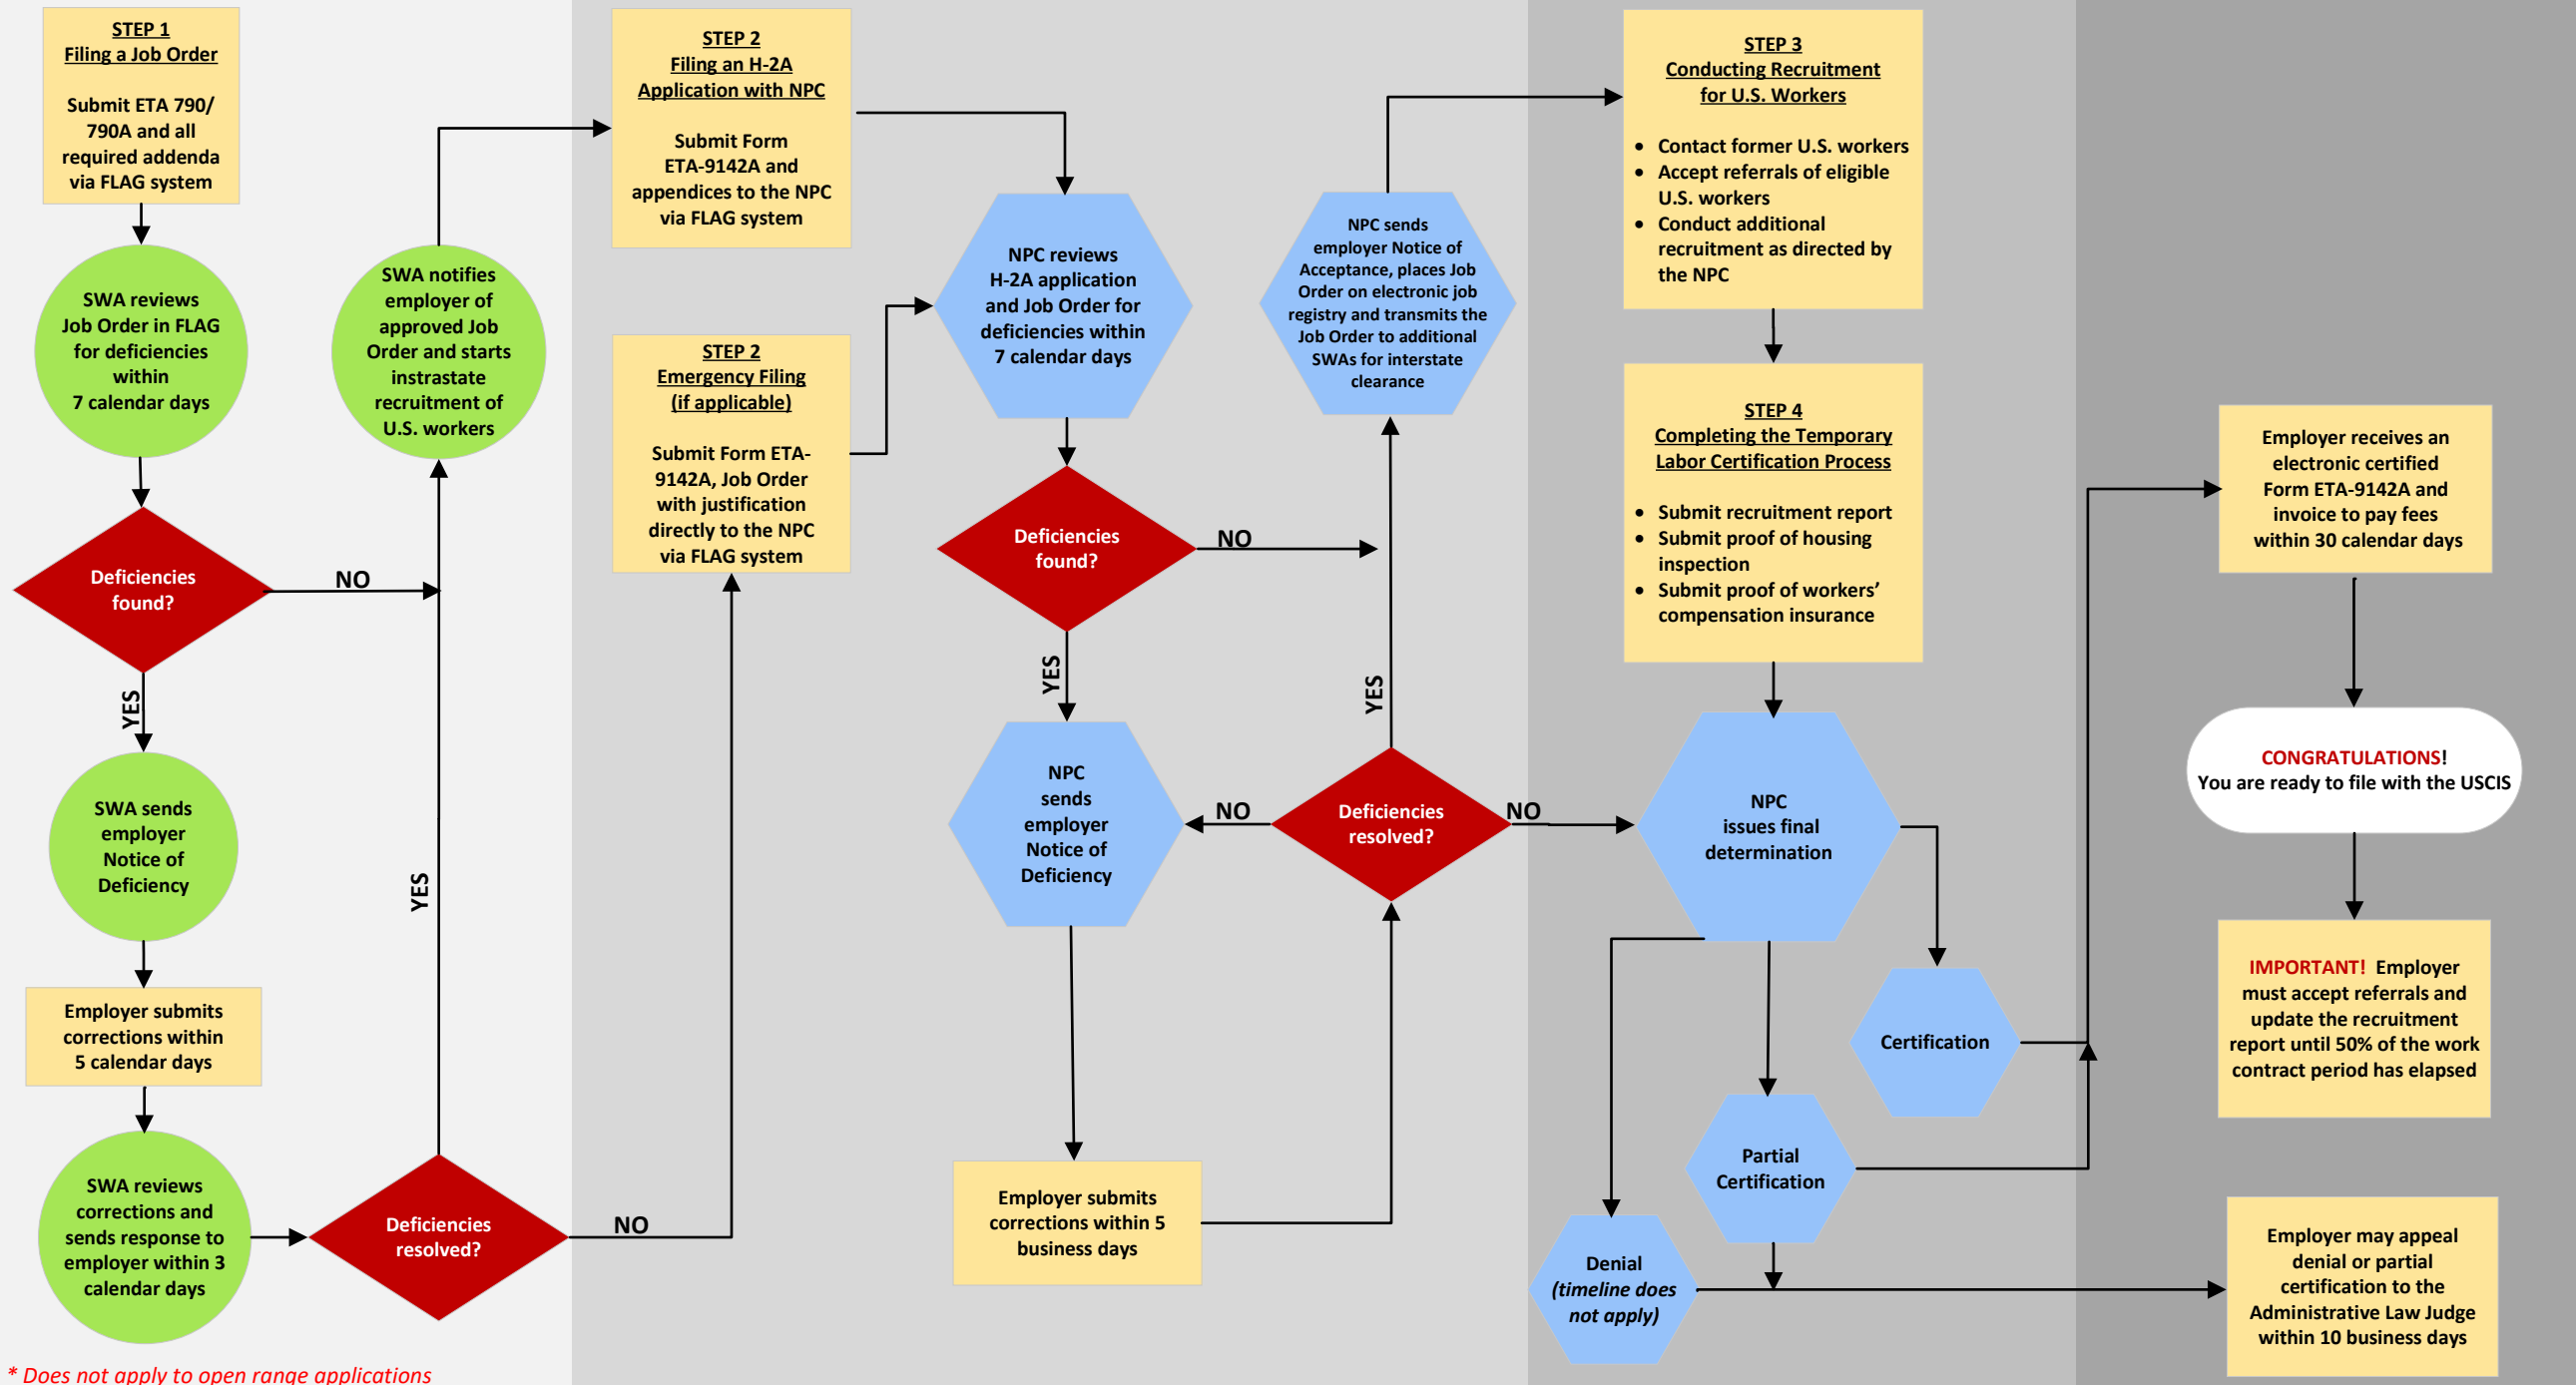 STEP 1
Filing a Job Order
Submit ETA 790/
790A and all
required addenda
via FLAG system
SWA reviews
Job Order in FLAG
for deficiencies
within
7 calendar days
Deficiencies
found?
NO
YES
SWA sends
employer
Notice of
Deficiency
Employer submits
corrections within
5 calendar days
SWA reviews
corrections and
sends response to
employer within 3
calendar days
Deficiencies
resolved?
YES
NO
SWA notifies
employer of
approved Job
Order and starts
instrastate
recruitment of
U.S. workers
STEP 2
Filing an H-2A
Application with NPC
Submit Form
ETA-9142A and
appendices to the NPC
via FLAG system
STEP 2
Emergency Filing
(if applicable)
Submit Form ETA-
9142A, Job Order
with justification
directly to the NPC
via FLAG system
NPC reviews
H-2A application
and Job Order for
deficiencies within
7 calendar days
Deficiencies
found?
NO
YES
NPC
sends
employer
Notice of
Deficiency
Employer submits
corrections within 5
business days
Deficiencies
resolved?
NO
NO
YES
NPC sends
employer Notice of
Acceptance, places Job
Order on electronic job
registry and transmits the
Job Order to additional
SWAs for interstate
clearance
STEP 3
Conducting Recruitment
for U.S. Workers
• Contact former U.S. workers
• Accept referrals of eligible
U.S. workers
• Conduct additional
recruitment as directed by
the NPC
STEP 4
Completing the Temporary
Labor Certification Process
• Submit recruitment report
• Submit proof of housing
inspection
• Submit proof of workers’
compensation insurance
NPC
issues final
determination
Certification
Partial
Certification
Denial
(timeline does
not apply)
Employer receives an
electronic certified
Form ETA-9142A and
invoice to pay fees
within 30 calendar days
CONGRATULATIONS!
You are ready to file with the USCIS
IMPORTANT! Employer
must accept referrals and
update the recruitment
report until 50% of the work
contract period has elapsed
Employer may appeal
denial or partial
certification to the
Administrative Law Judge
within 10 business days
* Does not apply to open range applications